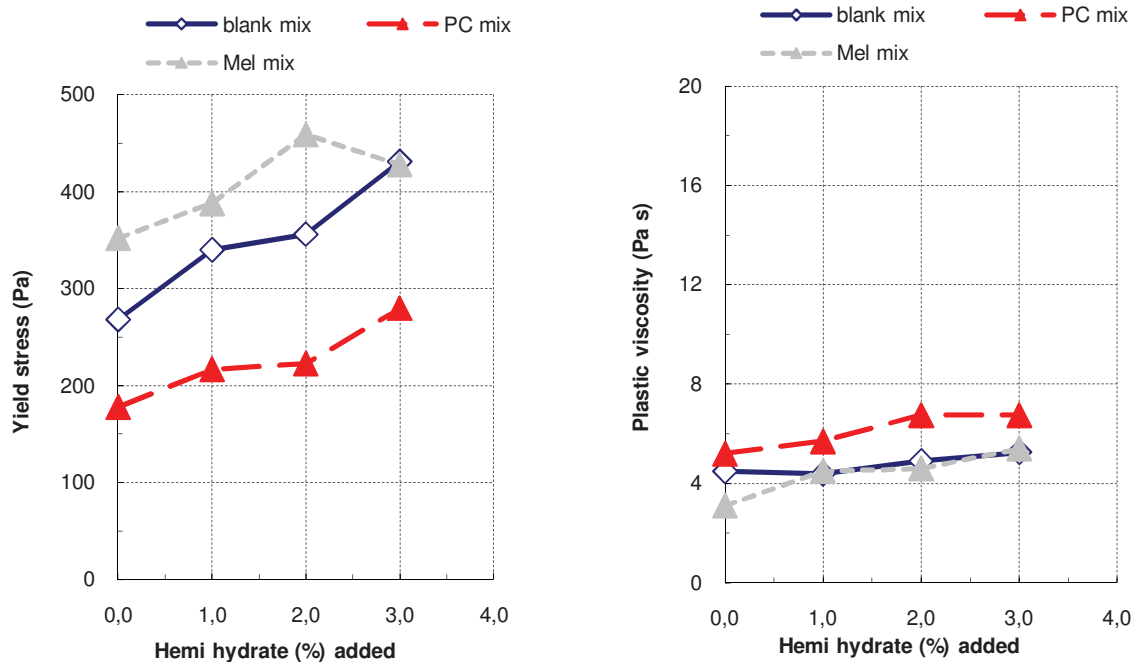 blank mix
PC mix
Mel mix
500
400
300
200
100
0
0,0 1,0 2,0 3,0 4,0
Yield stress (Pa)
Hemi hydrate (%) added
blank mix
PC mix
Mel mix
20
16
12
8
4
0
0,0 1,0 2,0 3,0 4,0
Plastic viscosity (Pa s)
Hemi hydrate (%) added